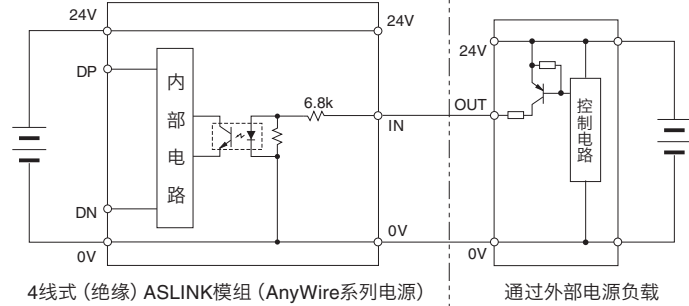 24V
24V
DP
内部电路
6.8k
IN
DN
0V
0V
24V
OUT
控制电路
0V
4线式（绝缘）ASLINK模组（AnyWire系列电源）
通过外部电源负载